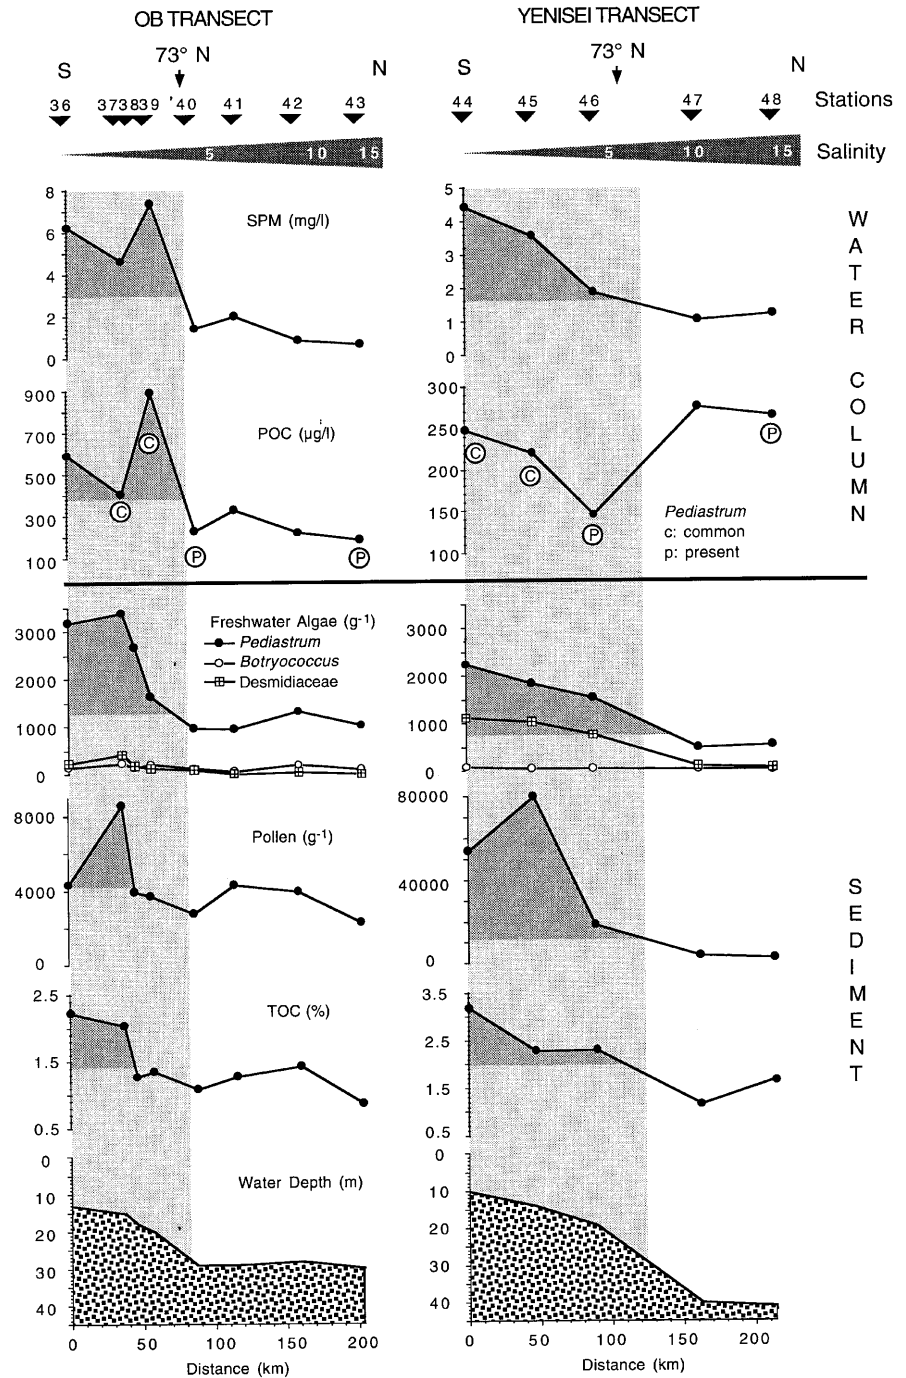 OB TRANSECT
YENISEI TRANSECT
73° N
73° N
S
N
S
N
36
37
38
39
40
41
42
43
44
45
46
47
48
Stations
5
10
15
5
10
15
Salinity
8
6
4
2
0
SPM (mg/l)
5
4
3
2
1
0
WATER
COLUMN
900
700
500
300
100
POC (µg/l)
C
C
P
P
300
250
200
150
100
C
C
P
P
Pediastrum
c: common
p: present
3000
2000
1000
0
Freshwater Algae (g-1)
Pediastrum
Botryococcus
Desmidiaceae
3000
2000
1000
0
8000
4000
0
Pollen (g-1)
80000
40000
0
SEDIMENT
2.5
1.5
0.5
TOC (%)
3.5
2.5
1.5
0.5
0
10
20
30
40
Water Depth (m)
0
10
20
30
40
0
50
100
150
200
Distance (km)
0
50
100
150
200
Distance (km)